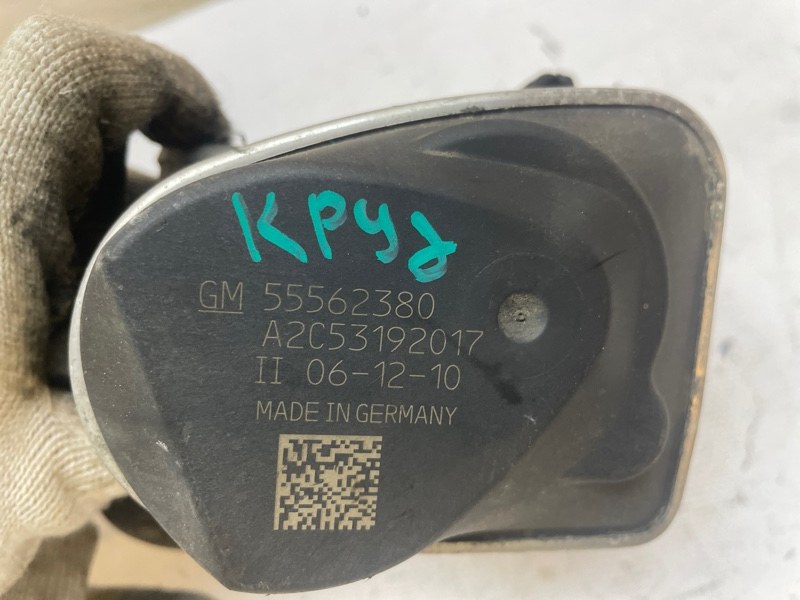 круз
GM 55562380
A2C53192017
II 06-12-10
MADE IN GERMANY